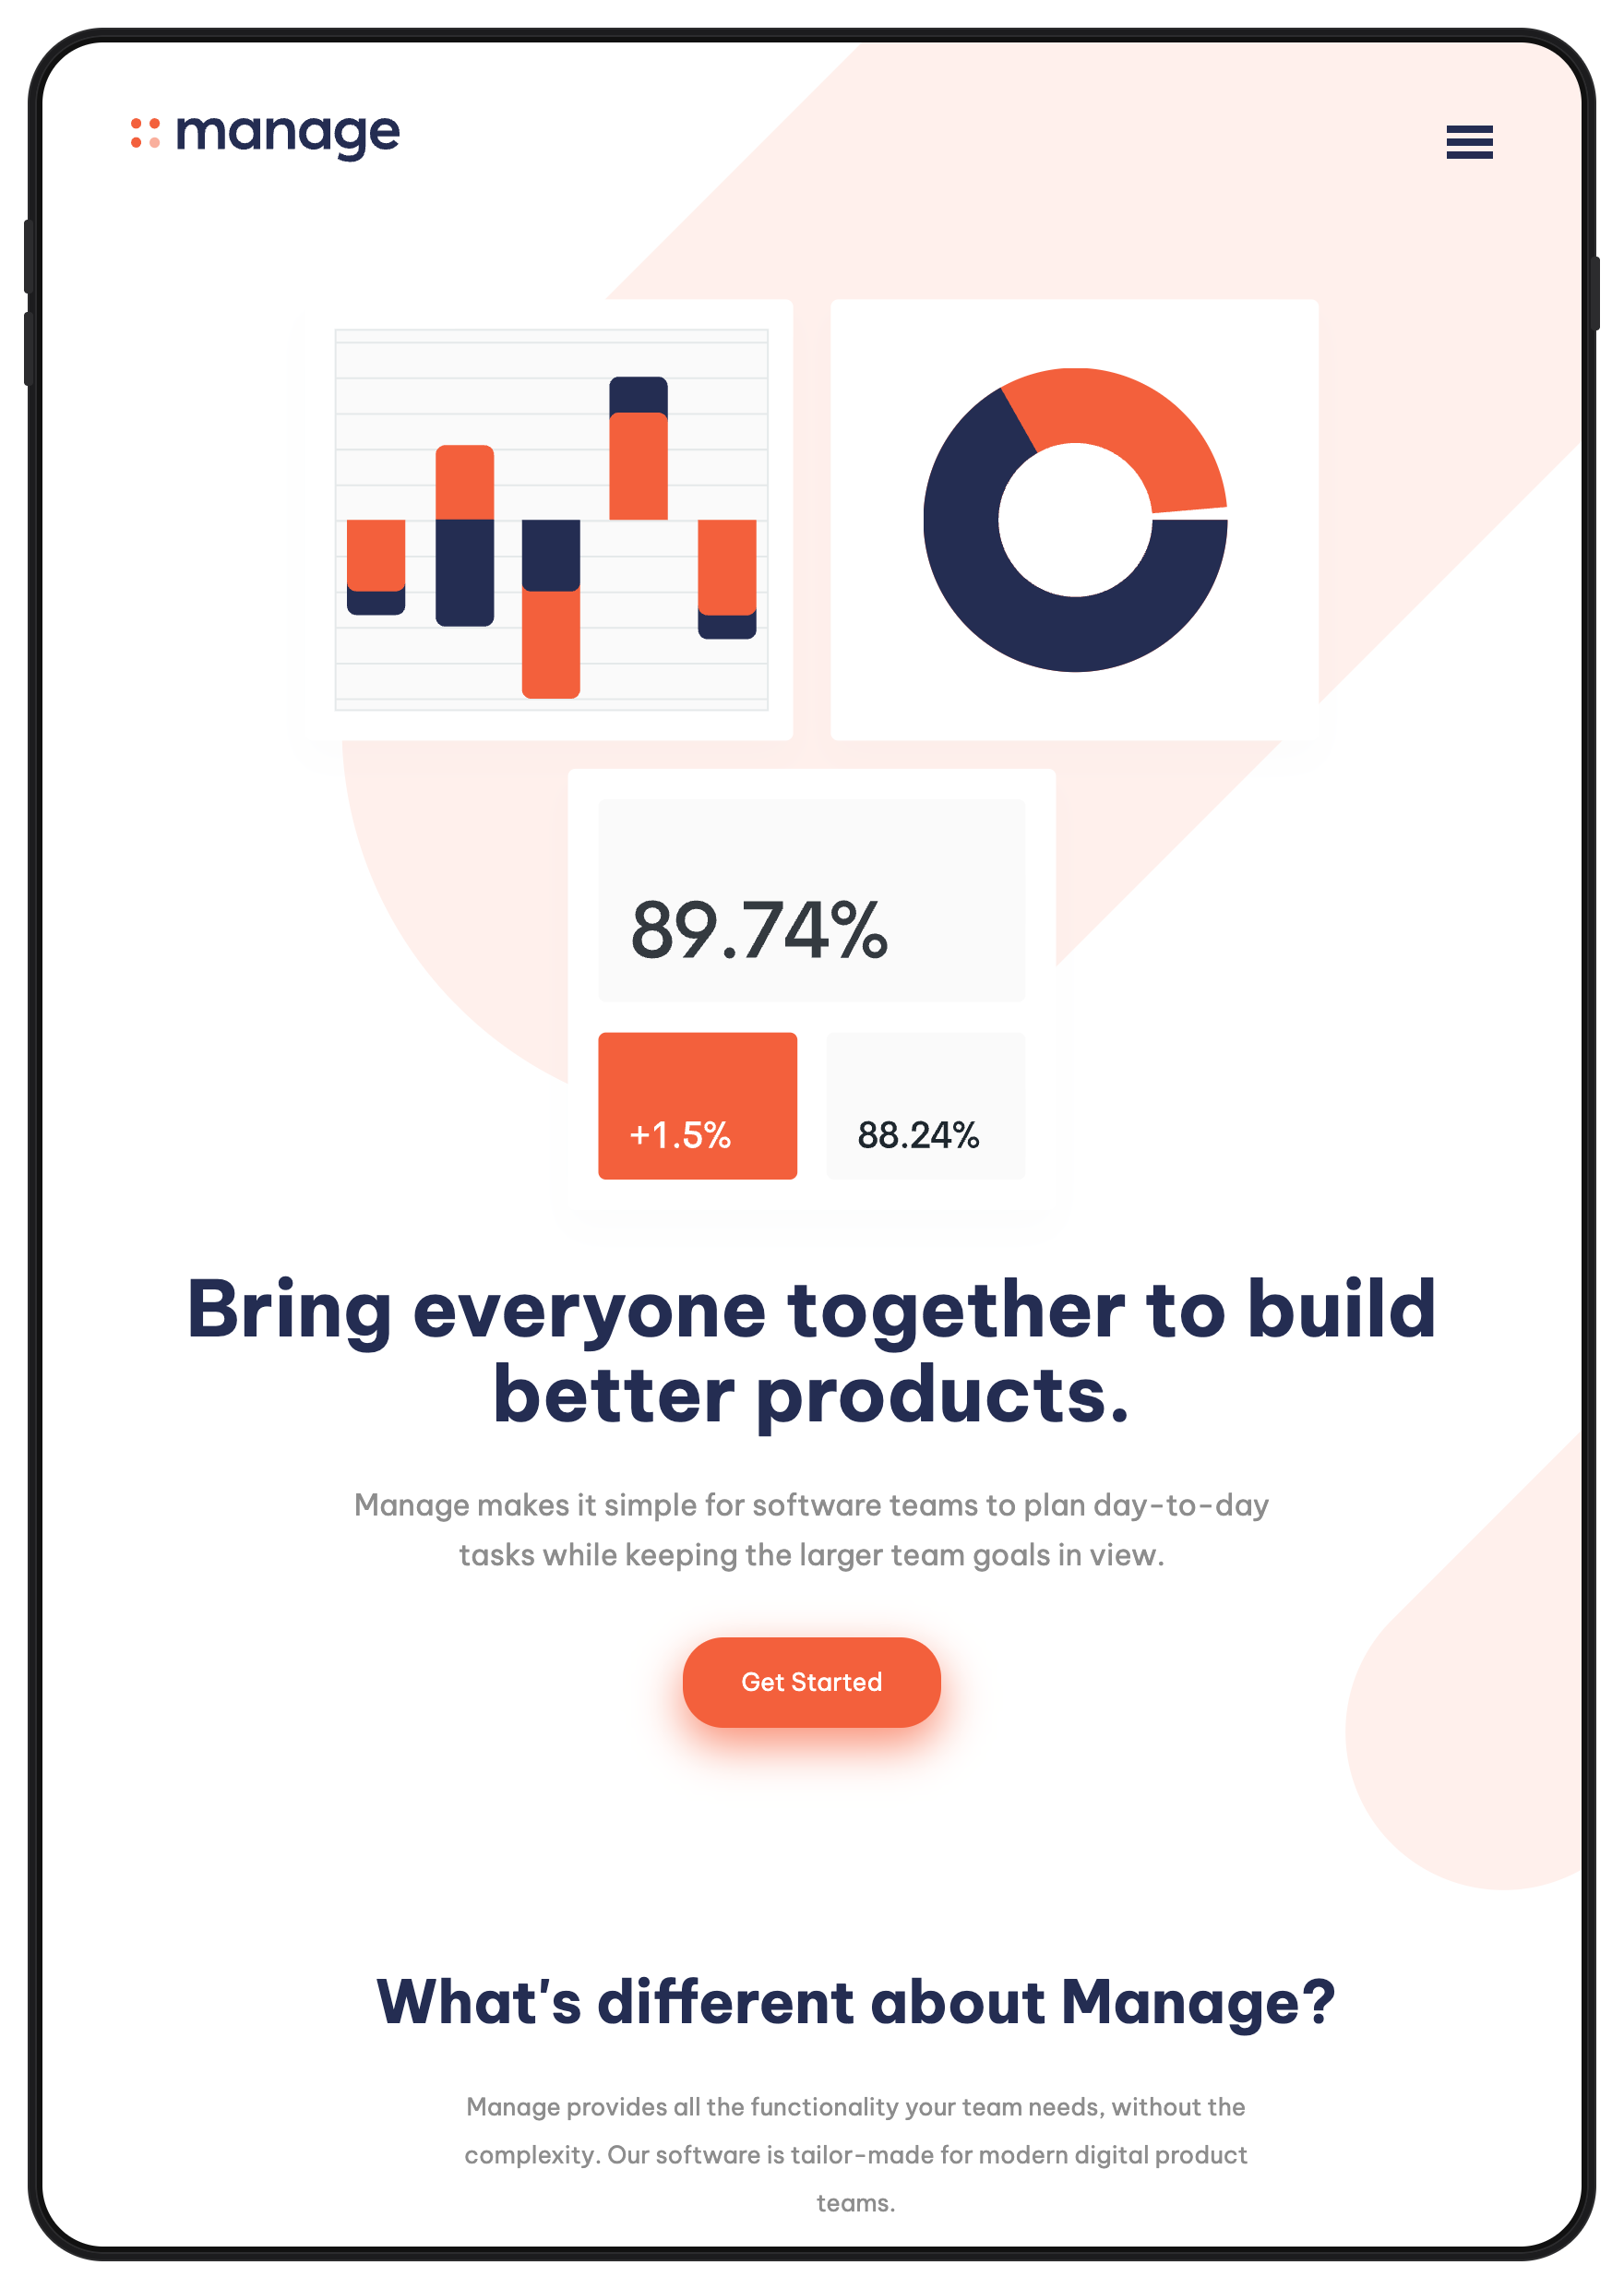 manage
89.74%
+1.5%
88.24%
Bring everyone together to build
better products.
Manage makes it simple for software teams to plan day-to-day
tasks while keeping the larger team goals in view.
Get Started
What's different about Manage?
Manage provides all the functionality your team needs, without the
complexity. Our software is tailor-made for modern digital product
teams.